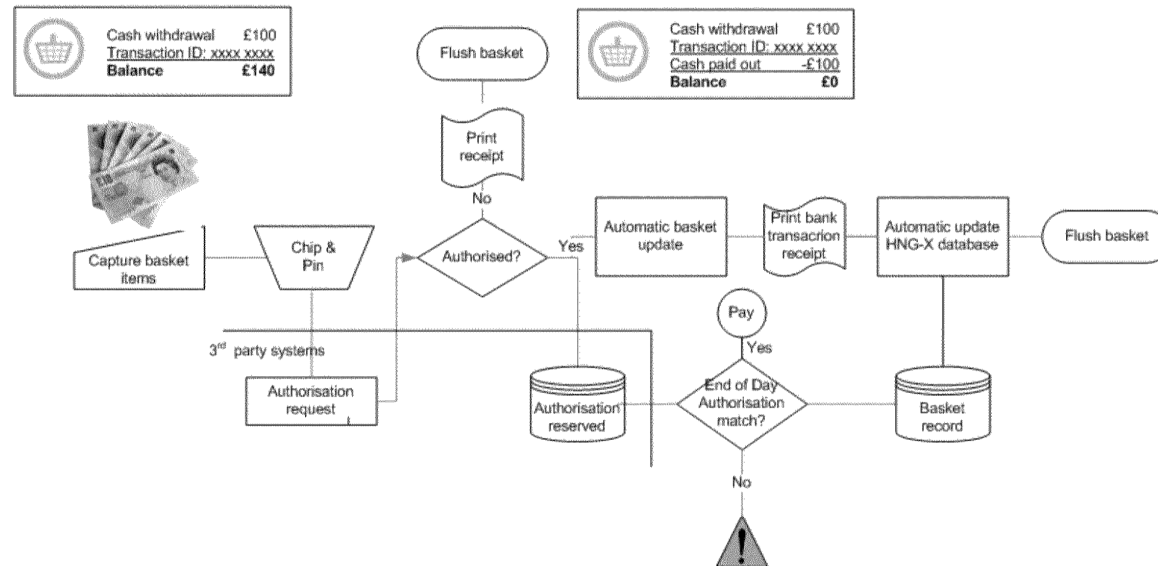 Cash withdrawal £100
Transaction ID: xxxx xxxx
Balance £140
Flush basket
Cash withdrawal £100
Transaction ID: xxxx xxxx
Cash paid out -£100
Balance £0
Print
receipt
No
£10
Capture basket
items
Chip &
Pin
Authorised?
Yes
Automatic basket
update
Print bank
transacrion
receipt
Automatic update
HNG-X database
Flush basket
Pay
Yes
3rd party systems
Authorisation
request
Authorisation
reserved
End of Day
Authorisation
match?
Basket
record
No
!